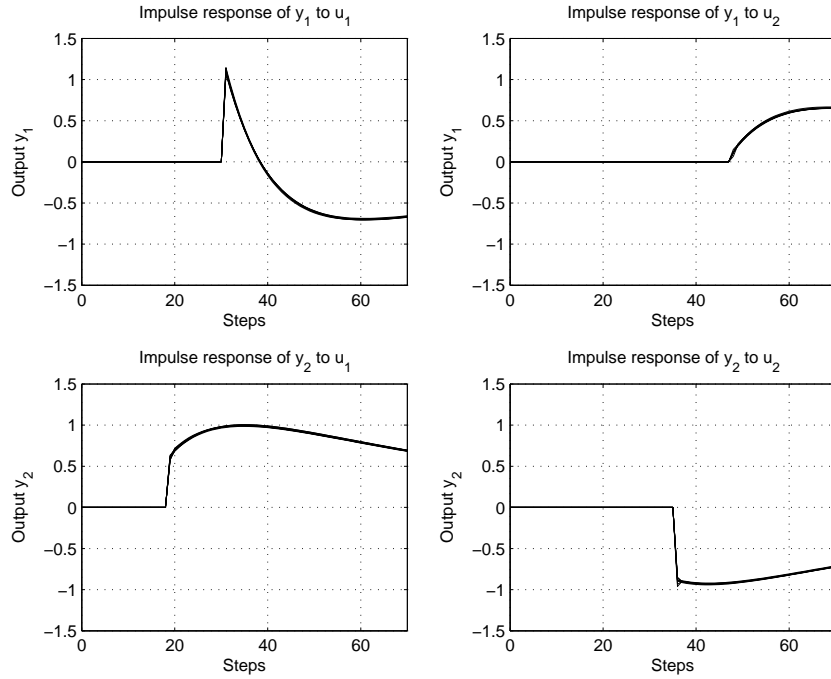 Impulse response of y1 to u1
1.5
1
0.5
0
−0.5
−1
−1.5
Output y1
0 20 40 60
Steps
Impulse response of y1 to u2
1.5
1
0.5
0
−0.5
−1
−1.5
Output y1
0 20 40 60
Steps
Impulse response of y2 to u1
1.5
1
0.5
0
−0.5
−1
−1.5
Output y2
0 20 40 60
Steps
Impulse response of y2 to u2
1.5
1
0.5
0
−0.5
−1
−1.5
Output y2
0 20 40 60
Steps